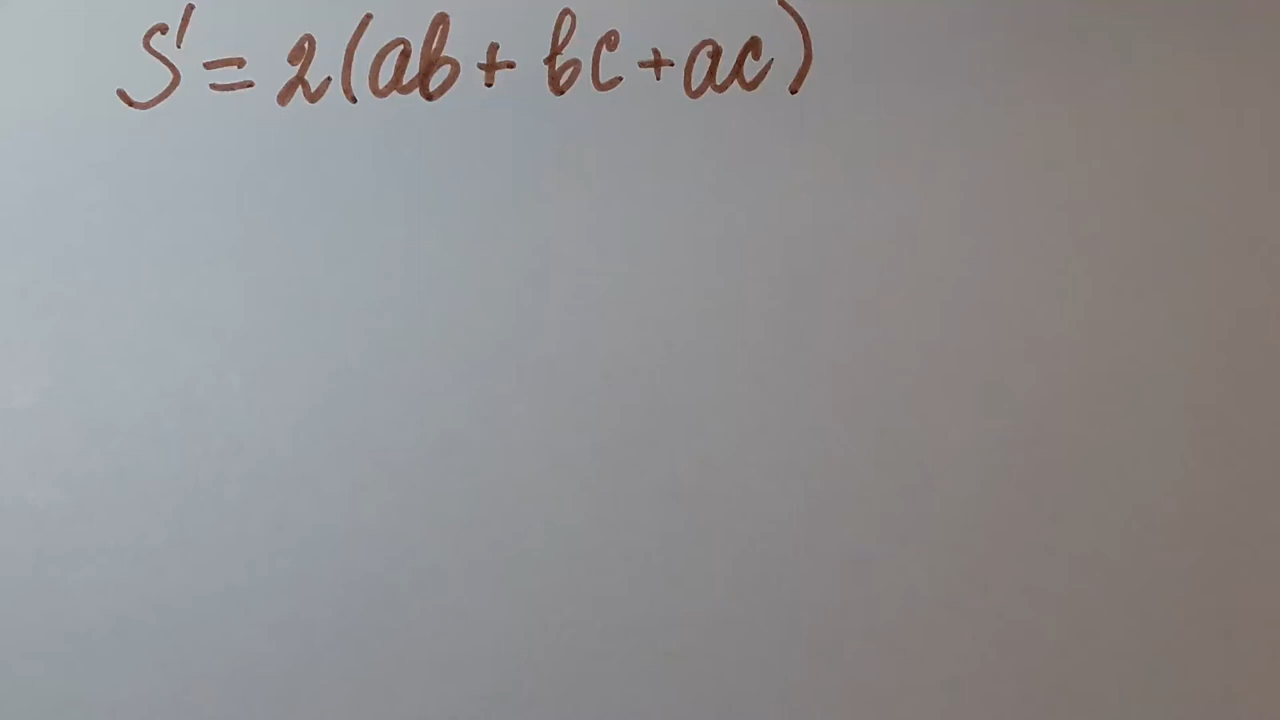 S = 2(ab + bc + ac)